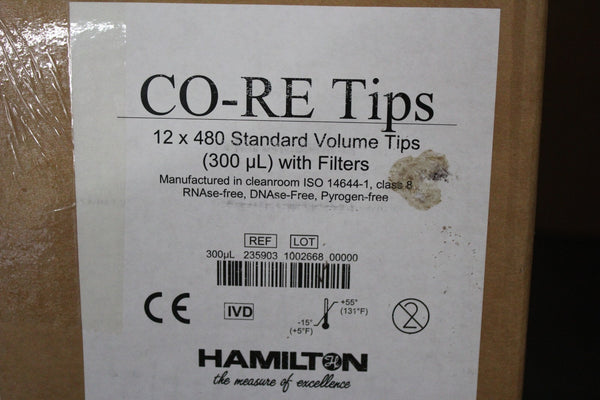 CO-RE Tips
12 x 480 Standard Volume Tips
(300 µL) with Filters
Manufactured in cleanroom ISO 14644-1, class 8
RNAse-free, DNAse-Free, Pyrogen-free
REF LOT
300µL 235903 1002668 00000
CE IVD -15° (+5°F) +55° (131°F) 2
HAMILTON
the measure of excellence